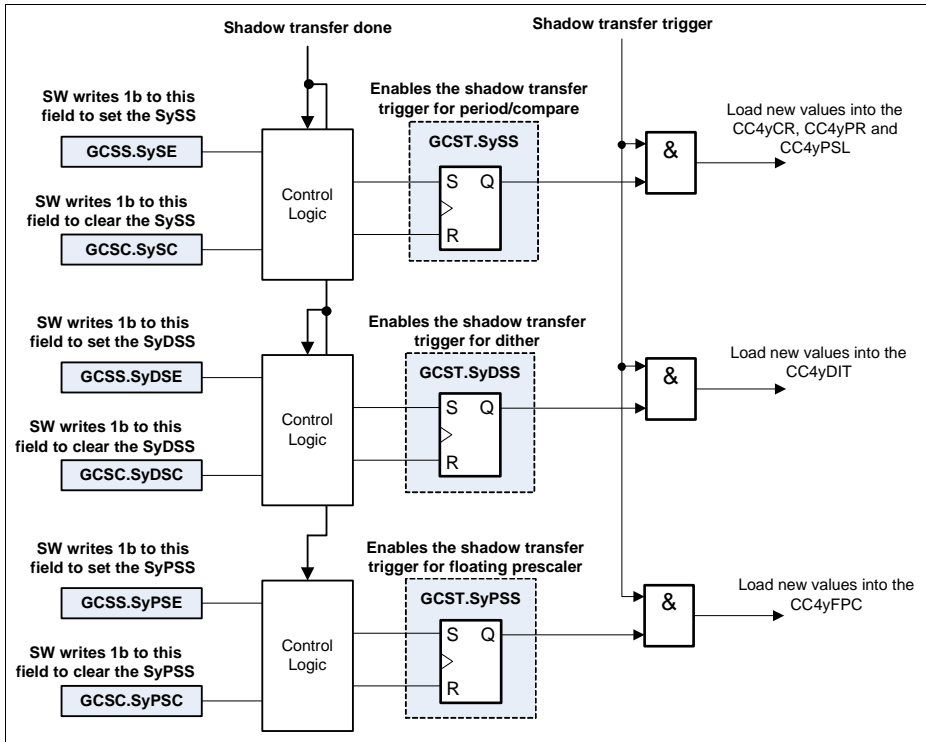 Shadow transfer done
Shadow transfer trigger
SW writes 1b to this
field to set the SySS
GCSS.SySE
SW writes 1b to this
field to clear the SySS
GCSC.SySC
Control
Logic
Enables the shadow transfer
trigger for period/compare
GCST.SySS
S Q
R
&
Load new values into the
CC4yCR, CC4yPR and
CC4yPSL
SW writes 1b to this
field to set the SyDSS
GCSS.SyDSE
SW writes 1b to this
field to clear the SyDSS
GCSC.SyDSC
Control
Logic
Enables the shadow transfer
trigger for dither
GCST.SyDSS
S Q
R
&
Load new values into the
CC4yDIT
SW writes 1b to this
field to set the SyPSS
GCSS.SyPSE
SW writes 1b to this
field to clear the SyPSS
GCSC.SyPSC
Control
Logic
Enables the shadow transfer
trigger for floating prescaler
GCST.SyPSS
S Q
R
&
Load new values into the
CC4yFPC